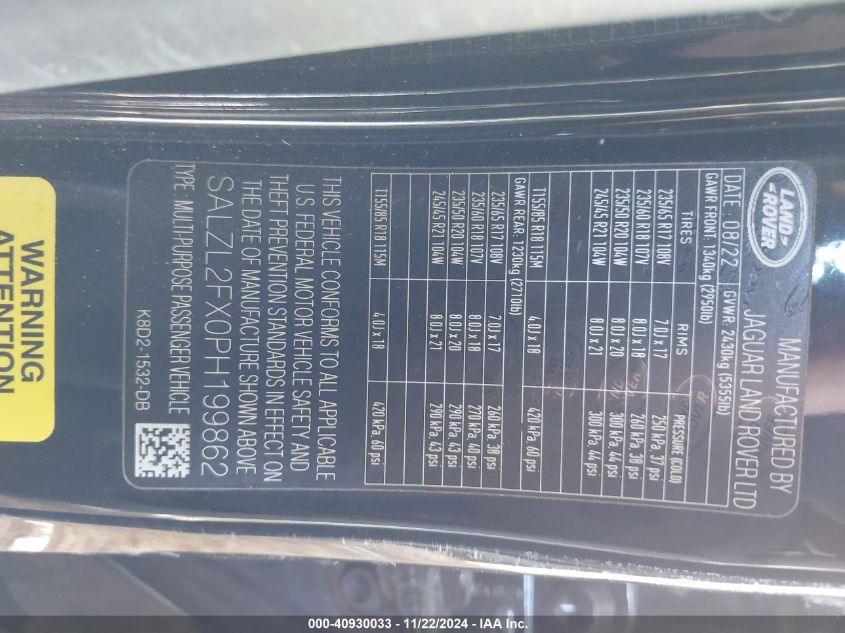 LAND-
ROVER
MANUFACTURED BY
JAGUAR LAND ROVER LTD
DATE: 08/22 GVWR: 2430kg (5355lb)
GAWR FRONT: 1340kg (2950lb)
TIRES RIMS PRESSURE (COLD)
235/65 R17 108V 7.0J x 17 250 kPa 37 psi
235/60 R18 107V 8.0J x 18 260 kPa 38 psi
235/50 R20 104W 8.0J x 20 300 kPa 44 psi
245/45 R21 104W 8.0J x 21 300 kPa 44 psi
T155/85 R18 115M 4.0J x 18 420 kPa 60 psi
GAWR REAR: 1230kg (2710lb)
235/65 R17 108V 7.0J x 17 260 kPa 38 psi
235/60 R18 107V 8.0J x 18 270 kPa 40 psi
235/50 R20 104W 8.0J x 20 290 kPa 43 psi
245/45 R21 104W 8.0J x 21 290 kPa 43 psi
T155/85 R18 115M 4.0J x 18 420 kPa 60 psi
THIS VEHICLE CONFORMS TO ALL APPLICABLE
U.S. FEDERAL MOTOR VEHICLE SAFETY AND
THEFT PREVENTION STANDARDS IN EFFECT ON
THE DATE OF MANUFACTURE SHOWN ABOVE
SALZL2FX0PH199862
TYPE: MULTI-PURPOSE PASSENGER VEHICLE
K8D2-1532-DB
WARNING
ATTENTION
000-40930033 - 11/22/2024 - IAA Inc.